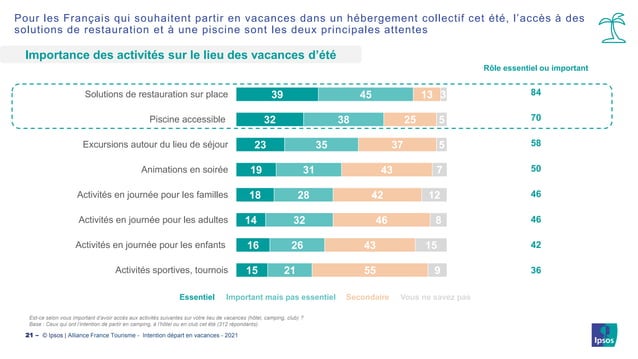 Pour les Français qui souhaitent partir en vacances dans un hébergement collectif cet été, l'accès à des
solutions de restauration et à une piscine sont les deux principales attentes
Importance des activités sur le lieu des vacances d'été
Rôle essentiel ou important
Solutions de restauration sur place 39 45 13 3 84
Piscine accessible 32 38 25 5 70
Excursions autour du lieu de séjour 23 35 37 5 58
Animations en soirée 19 31 43 7 50
Activités en journée pour les familles 18 28 42 12 46
Activités en journée pour les adultes 14 32 46 8 46
Activités en journée pour les enfants 16 26 43 15 42
Activités sportives, tournois 15 21 55 9 36
Essentiel Important mais pas essentiel Secondaire Vous ne savez pas
Est-ce selon vous important d'avoir accès aux activités suivantes sur votre lieu de vacances (hôtel, camping, club) ?
Base : Ceux qui ont l'intention de partir en camping, à l'hôtel ou en club cet été (312 répondants)
21 – © Ipsos | Alliance France Tourisme - Intention départ en vacances - 2021
Ipsos